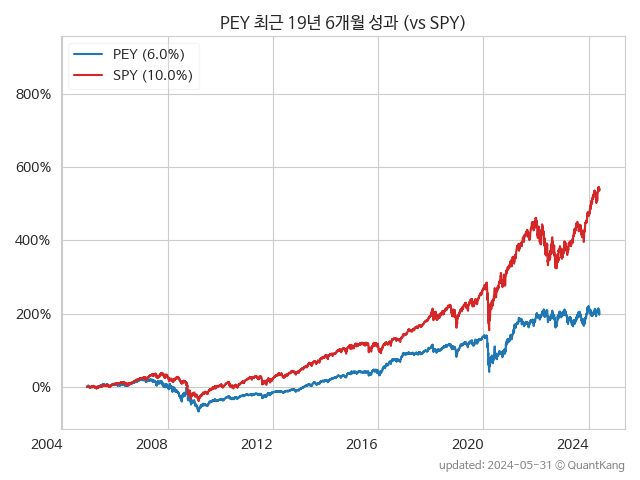 PEY 최근 19년 6개월 성과 (vs SPY)
PEY (6.0%)
SPY (10.0%)
800%
600%
400%
200%
0%
2004 2008 2012 2016 2020 2024
updated: 2024-05-31 © QuantKang